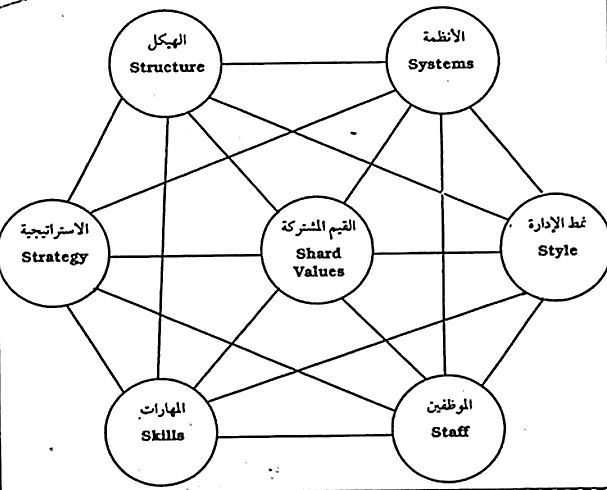 الهيكل
Structure
الأنظمة
Systems
الاستراتيجية
Strategy
القيم المشتركة
Shard
Values
نمط الإدارة
Style
المهارات
Skills
الموظفين
Staff